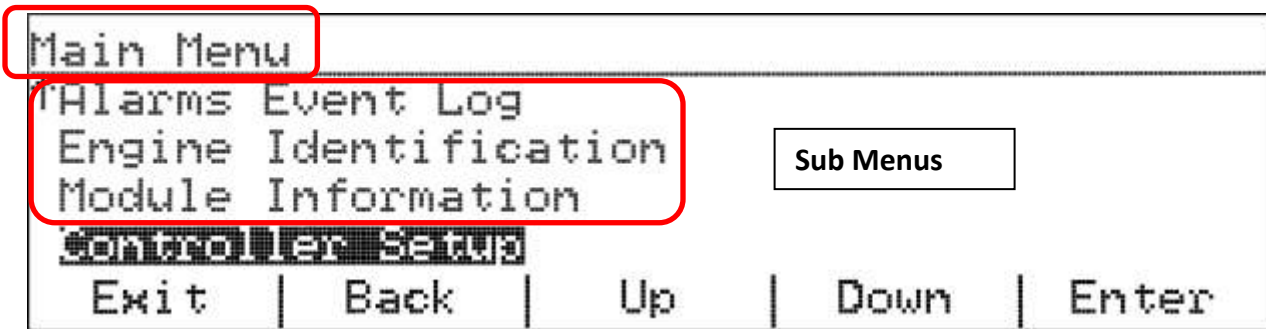 Main Menu
↑Alarms Event Log
Engine Identification
Sub Menus
Module Information
Controller Setup
Exit | Back | Up | Down | Enter